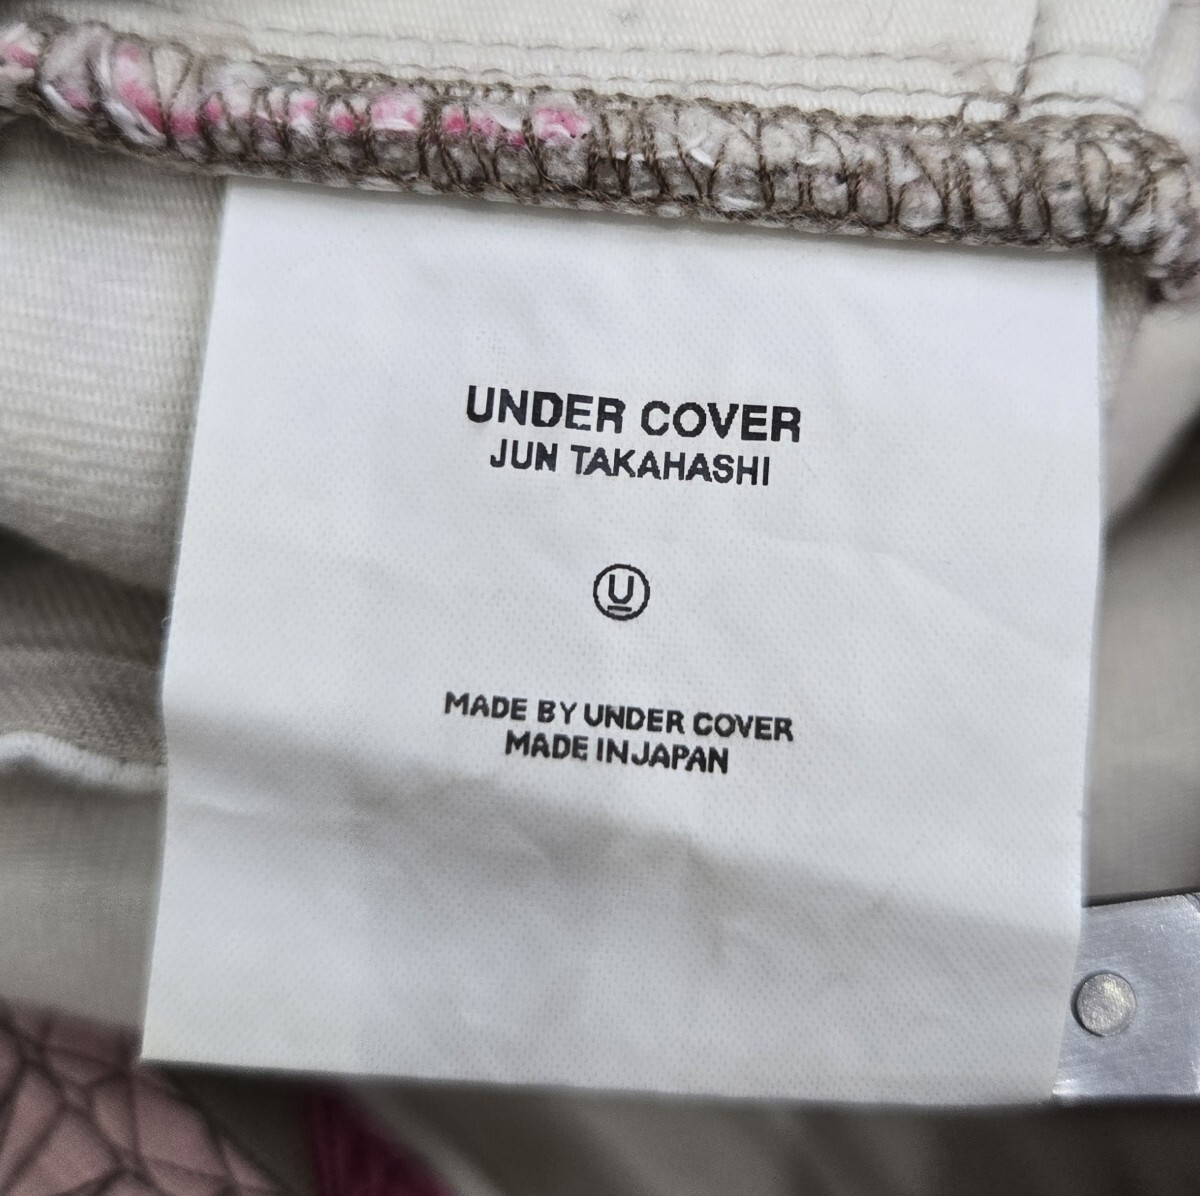 UNDER COVER
JUN TAKAHASHI
U
MADE BY UNDER COVER
MADE IN JAPAN